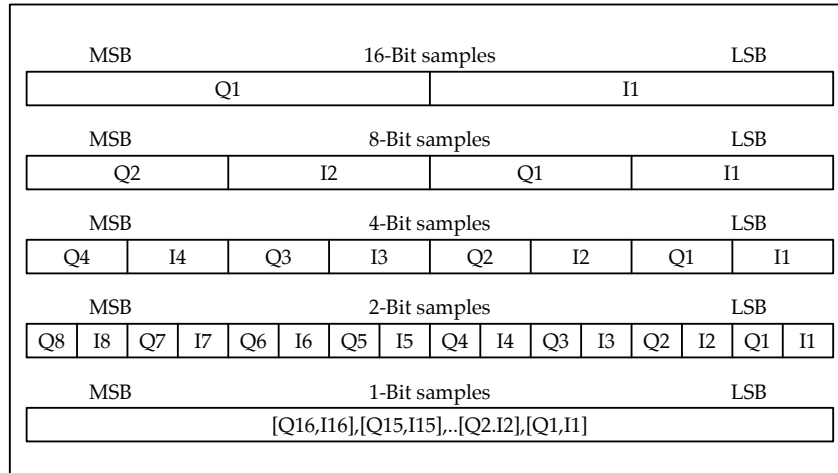 MSB 16-Bit samples LSB
Q1 I1
MSB 8-Bit samples LSB
Q2 I2 Q1 I1
MSB 4-Bit samples LSB
Q4 I4 Q3 I3 Q2 I2 Q1 I1
MSB 2-Bit samples LSB
Q8 I8 Q7 I7 Q6 I6 Q5 I5 Q4 I4 Q3 I3 Q2 I2 Q1 I1
MSB 1-Bit samples LSB
[Q16,I16],[Q15,I15],..[Q2.I2],[Q1,I1]